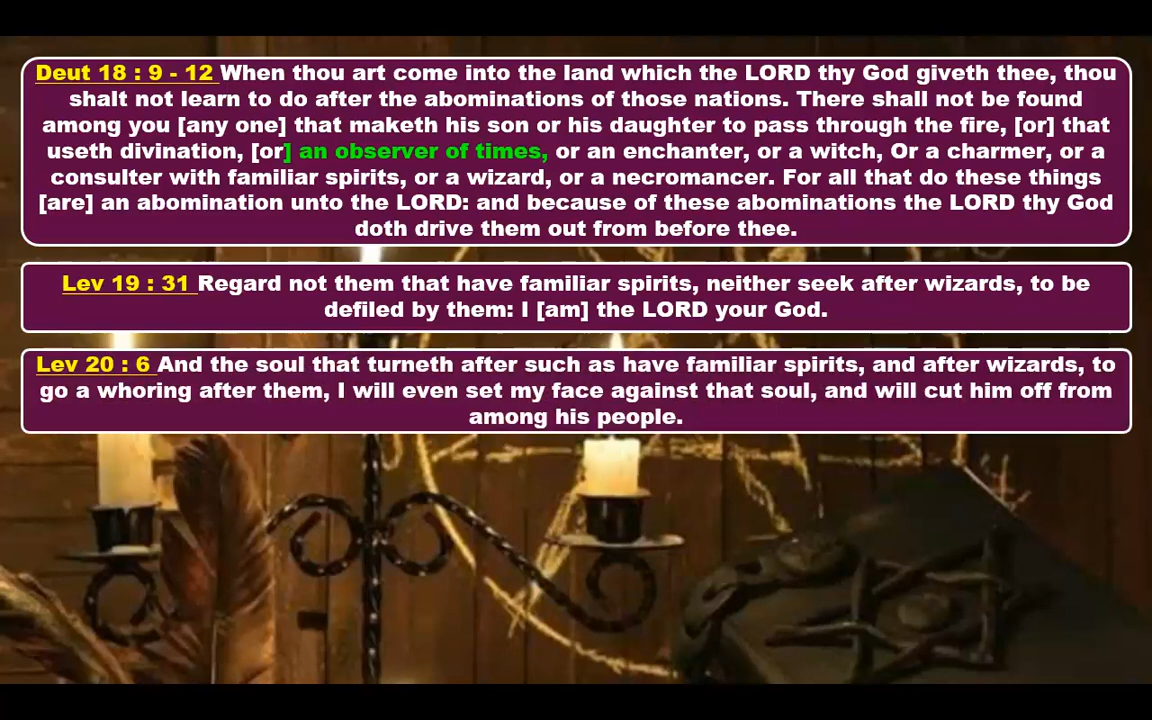 Deut 18 : 9 - 12 When thou art come into the land which the LORD thy God giveth thee, thou
shalt not learn to do after the abominations of those nations. There shall not be found
among you [any one] that maketh his son or his daughter to pass through the fire, [or] that
useth divination, [or] an observer of times, or an enchanter, or a witch, Or a charmer, or a
consulter with familiar spirits, or a wizard, or a necromancer. For all that do these things
[are] an abomination unto the LORD: and because of these abominations the LORD thy God
doth drive them out from before thee.
Lev 19 : 31 Regard not them that have familiar spirits, neither seek after wizards, to be
defiled by them: I [am] the LORD your God.
Lev 20 : 6 And the soul that turneth after such as have familiar spirits, and after wizards, to
go a whoring after them, I will even set my face against that soul, and will cut him off from
among his people.